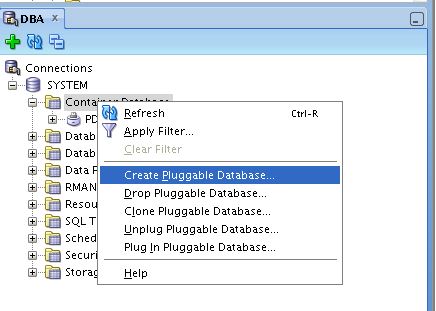 DBA
Connections
SYSTEM
Container Database
Refresh Ctrl-R
PD
Apply Filter...
Clear Filter
Datab
Datab
Data P
Create Pluggable Database...
RMAN
Drop Pluggable Database...
Resou
Clone Pluggable Database...
SQL T
Unplug Pluggable Database...
Sched
Plug In Pluggable Database...
Securi
Storag
Help